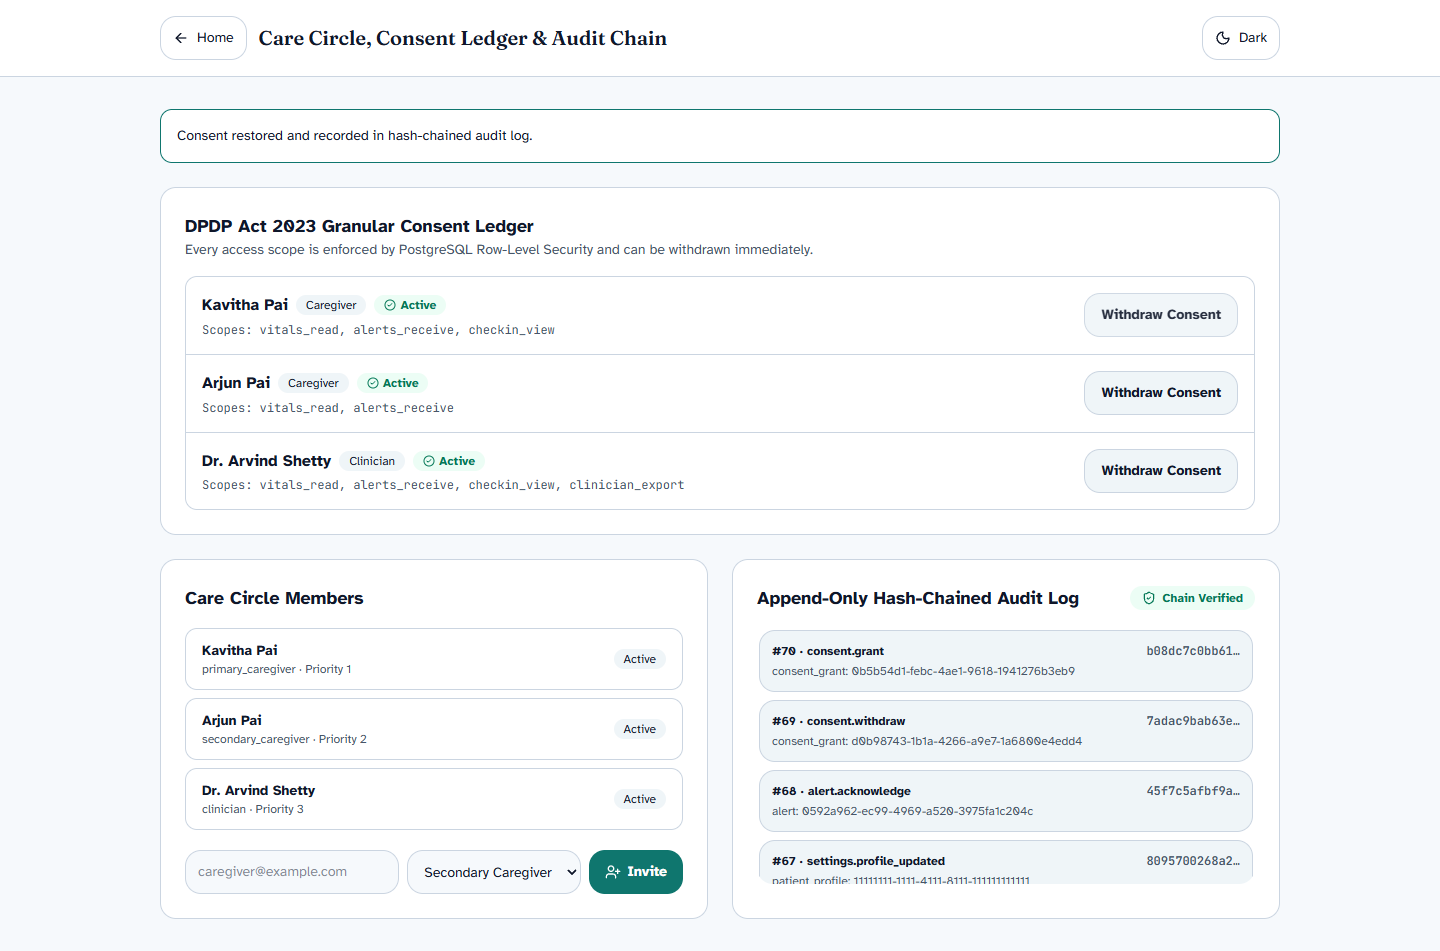 Home
Care Circle, Consent Ledger & Audit Chain
Dark
Consent restored and recorded in hash-chained audit log.
DPDP Act 2023 Granular Consent Ledger
Every access scope is enforced by PostgreSQL Row-Level Security and can be withdrawn immediately.
Kavitha Pai Caregiver Active
Scopes: vitals_read, alerts_receive, checkin_view
Withdraw Consent
Arjun Pai Caregiver Active
Scopes: vitals_read, alerts_receive
Withdraw Consent
Dr. Arvind Shetty Clinician Active
Scopes: vitals_read, alerts_receive, checkin_view, clinician_export
Withdraw Consent
Care Circle Members
Kavitha Pai
primary_caregiver · Priority 1
Active
Arjun Pai
secondary_caregiver · Priority 2
Active
Dr. Arvind Shetty
clinician · Priority 3
Active
caregiver@example.com
Secondary Caregiver
Invite
Append-Only Hash-Chained Audit Log
Chain Verified
#70 · consent.grant b08dc7c0bb61…
consent_grant: 0b5b54d1-febc-4ae1-9618-1941276b3eb9
#69 · consent.withdraw 7adac9bab63e…
consent_grant: d0b98743-1b1a-4266-a9e7-1a6800e4edd4
#68 · alert.acknowledge 45f7c5afbf9a…
alert: 0592a962-ec99-4969-a520-3975fa1c204c
#67 · settings.profile_updated 8095700268a2…
patient_profile: 11111111-1111-4111-8111-111111111111